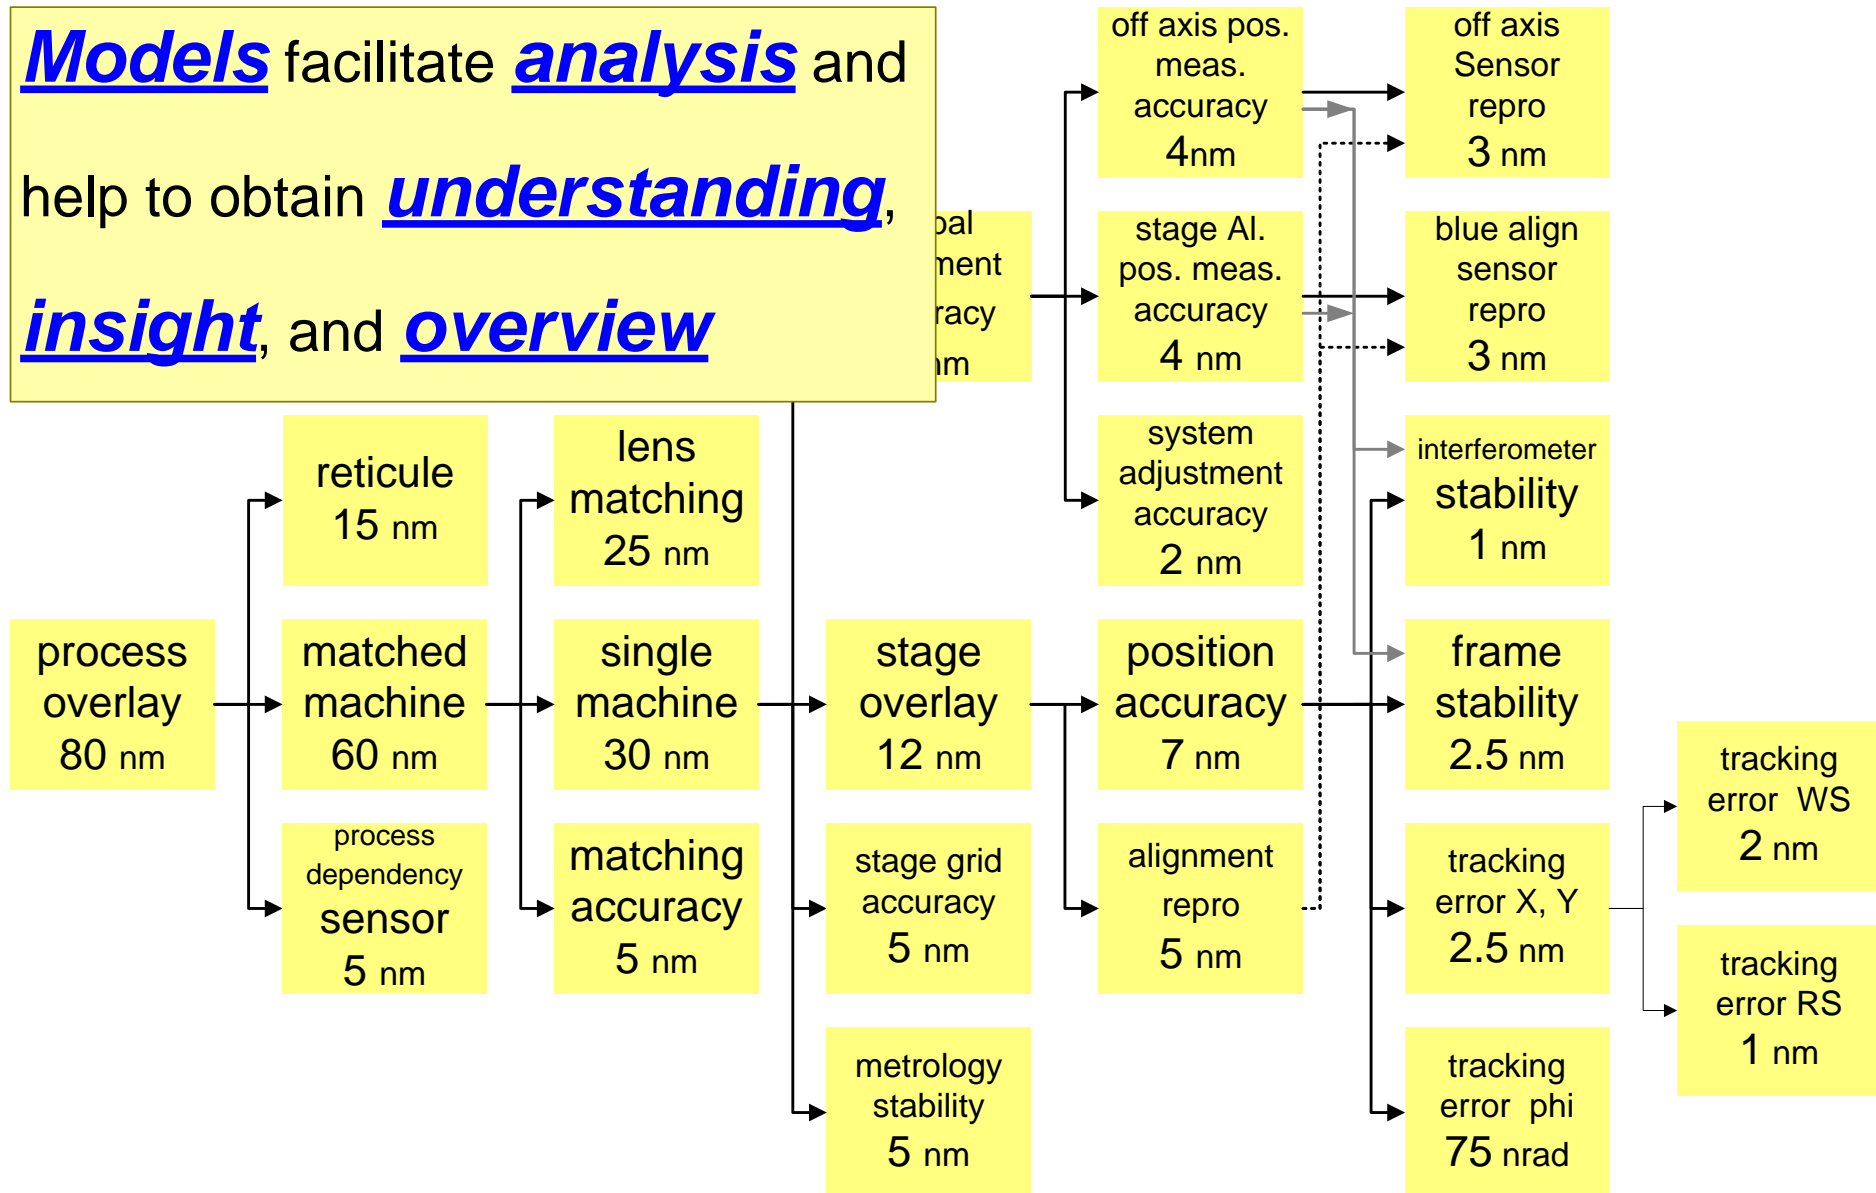 Models facilitate analysis and
help to obtain understanding,
insight, and overview
off axis pos.
meas.
accuracy
4nm
off axis
Sensor
repro
3 nm
stage Al.
pos. meas.
accuracy
4 nm
blue align
sensor
repro
3 nm
reticule
15 nm
lens
matching
25 nm
system
adjustment
accuracy
2 nm
interferometer
stability
1 nm
process
overlay
80 nm
matched
machine
60 nm
single
machine
30 nm
stage
overlay
12 nm
position
accuracy
7 nm
frame
stability
2.5 nm
tracking
error WS
2 nm
process
dependency
sensor
5 nm
matching
accuracy
5 nm
stage grid
accuracy
5 nm
alignment
repro
5 nm
tracking
error X, Y
2.5 nm
tracking
error RS
1 nm
metrology
stability
5 nm
tracking
error phi
75 nrad